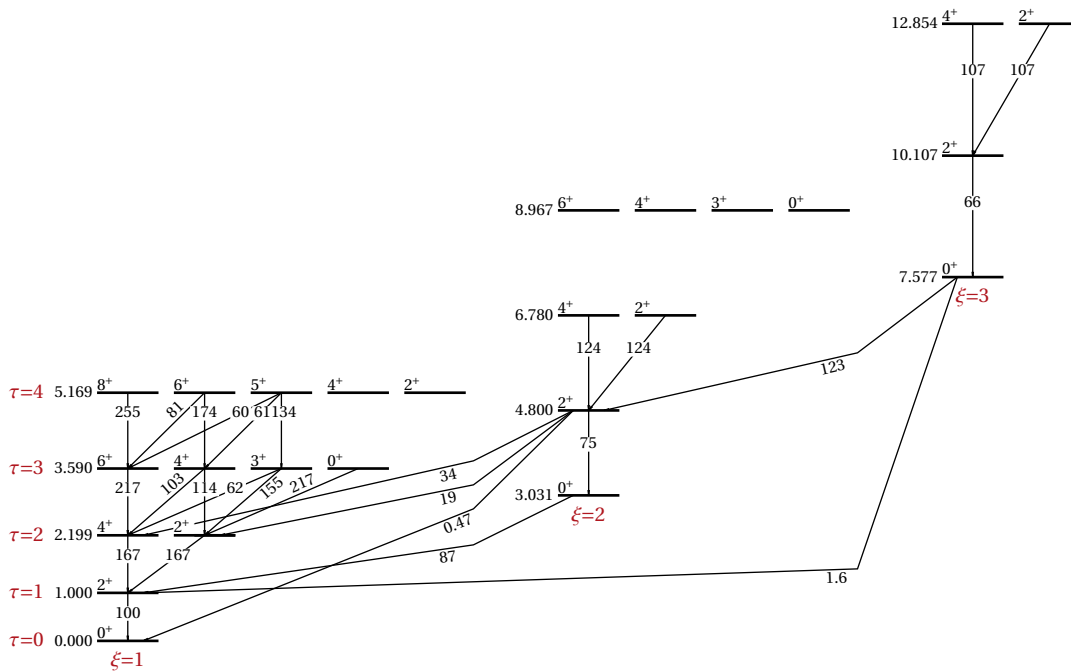 12.854 4⁺ 2⁺
107 107
10.107 2⁺
66
8.967 6⁺ 4⁺ 3⁺ 0⁺
7.577 0⁺
ξ=3
6.780 4⁺ 2⁺
124 124
123
τ=4 5.169 8⁺ 6⁺ 5⁺ 4⁺ 2⁺
4.800 2⁺
255 81 174 60 61 134
75
τ=3 3.590 6⁺ 4⁺ 3⁺ 0⁺
34
217 103 114 62 155 217
19
3.031 0⁺
ξ=2
0.47
τ=2 2.199 4⁺ 2⁺
167 167
87
1.6
τ=1 1.000 2⁺
100
τ=0 0.000 0⁺
ξ=1